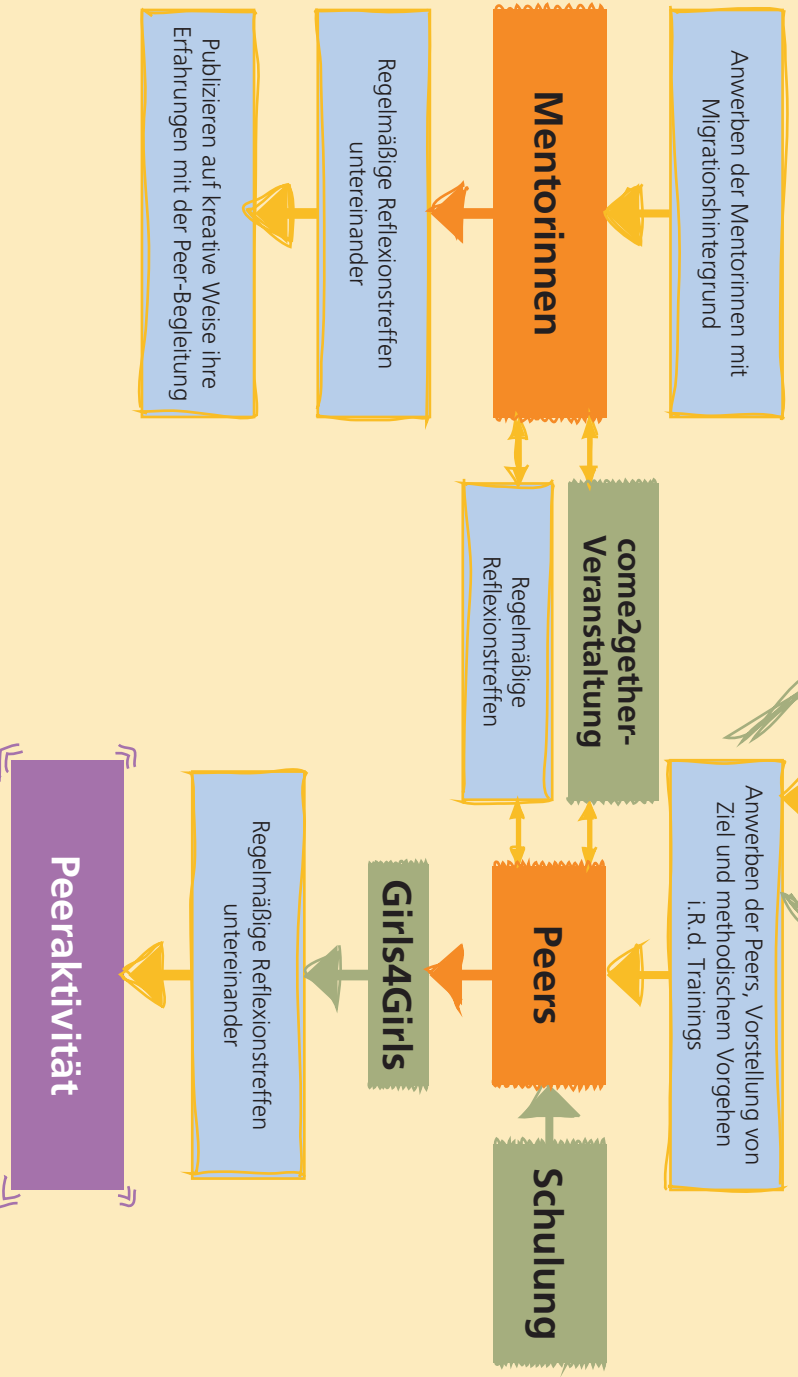 Anwerben der Mentorinnen mit
Migrationshintergrund
Mentorinnen
Regelmäßige Reflexionstreffen
untereinander
Publizieren auf kreative Weise ihre
Erfahrungen mit der Peer-Begleitung
come2gether-
Veranstaltung
Regelmäßige
Reflexionstreffen
Anwerben der Peers, Vorstellung von
Ziel und methodischem Vorgehen
i.R.d. Trainings
Peers
Schulung
Girls4Girls
Regelmäßige Reflexionstreffen
untereinander
Peeraktivität